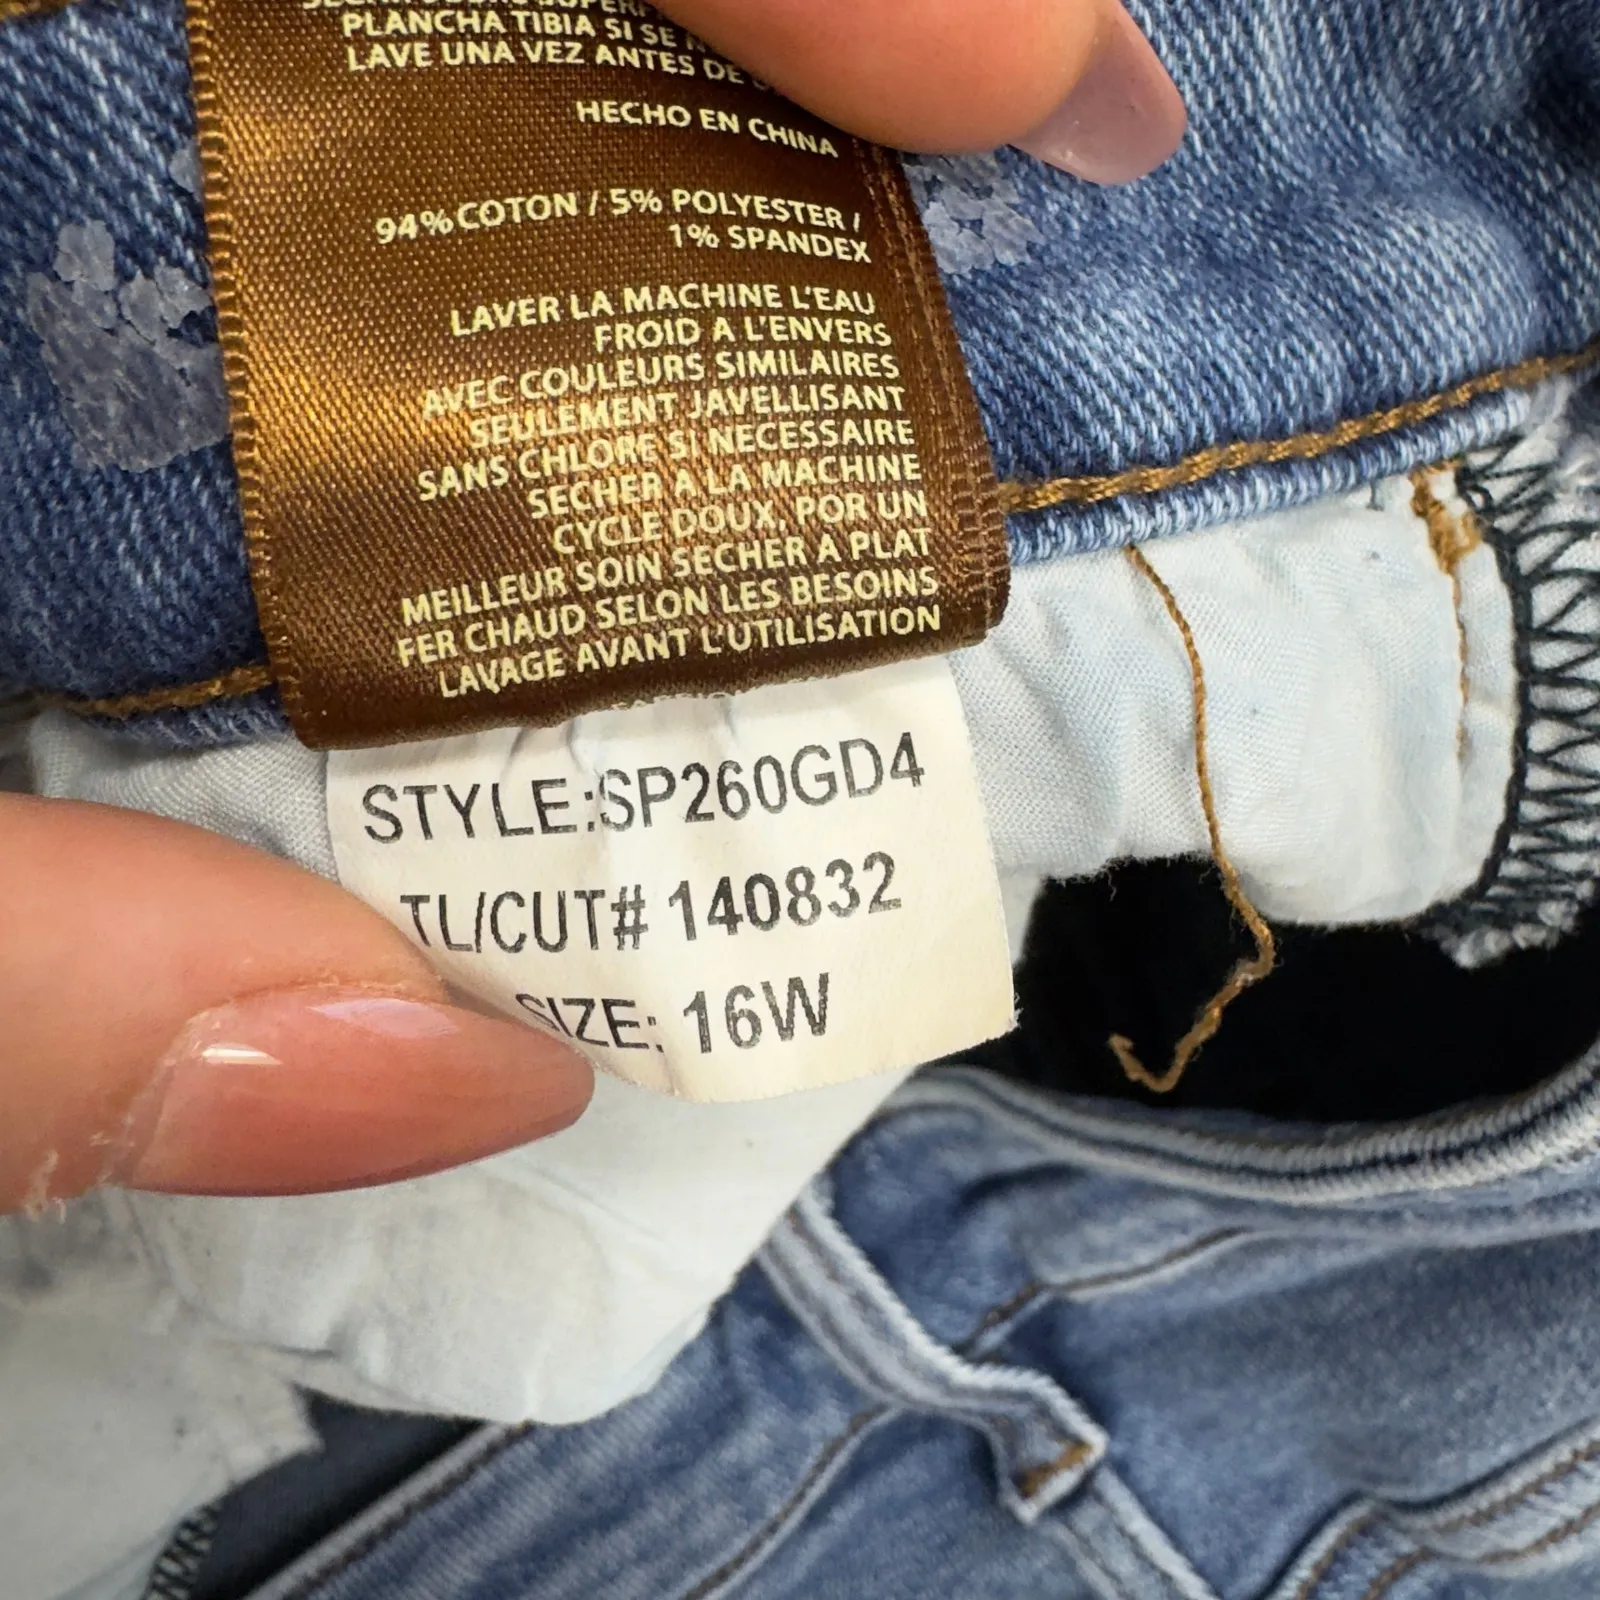 PLANCHA TIBIA SI SE
LAVE UNA VEZ ANTES DE
HECHO EN CHINA
94% COTON / 5% POLYESTER /
1% SPANDEX
LAVER LA MACHINE L'EAU
FROID A L'ENVERS
AVEC COULEURS SIMILAIRES
SEULEMENT JAVELLISANT
SANS CHLORE SI NECESSAIRE
SECHER A LA MACHINE
CYCLE DOUX, POR UN
MEILLEUR SOIN SECHER A PLAT
FER CHAUD SELON LES BESOINS
LAVAGE AVANT L'UTILISATION
STYLE:SP260GD4
TL/CUT# 140832
SIZE: 16W